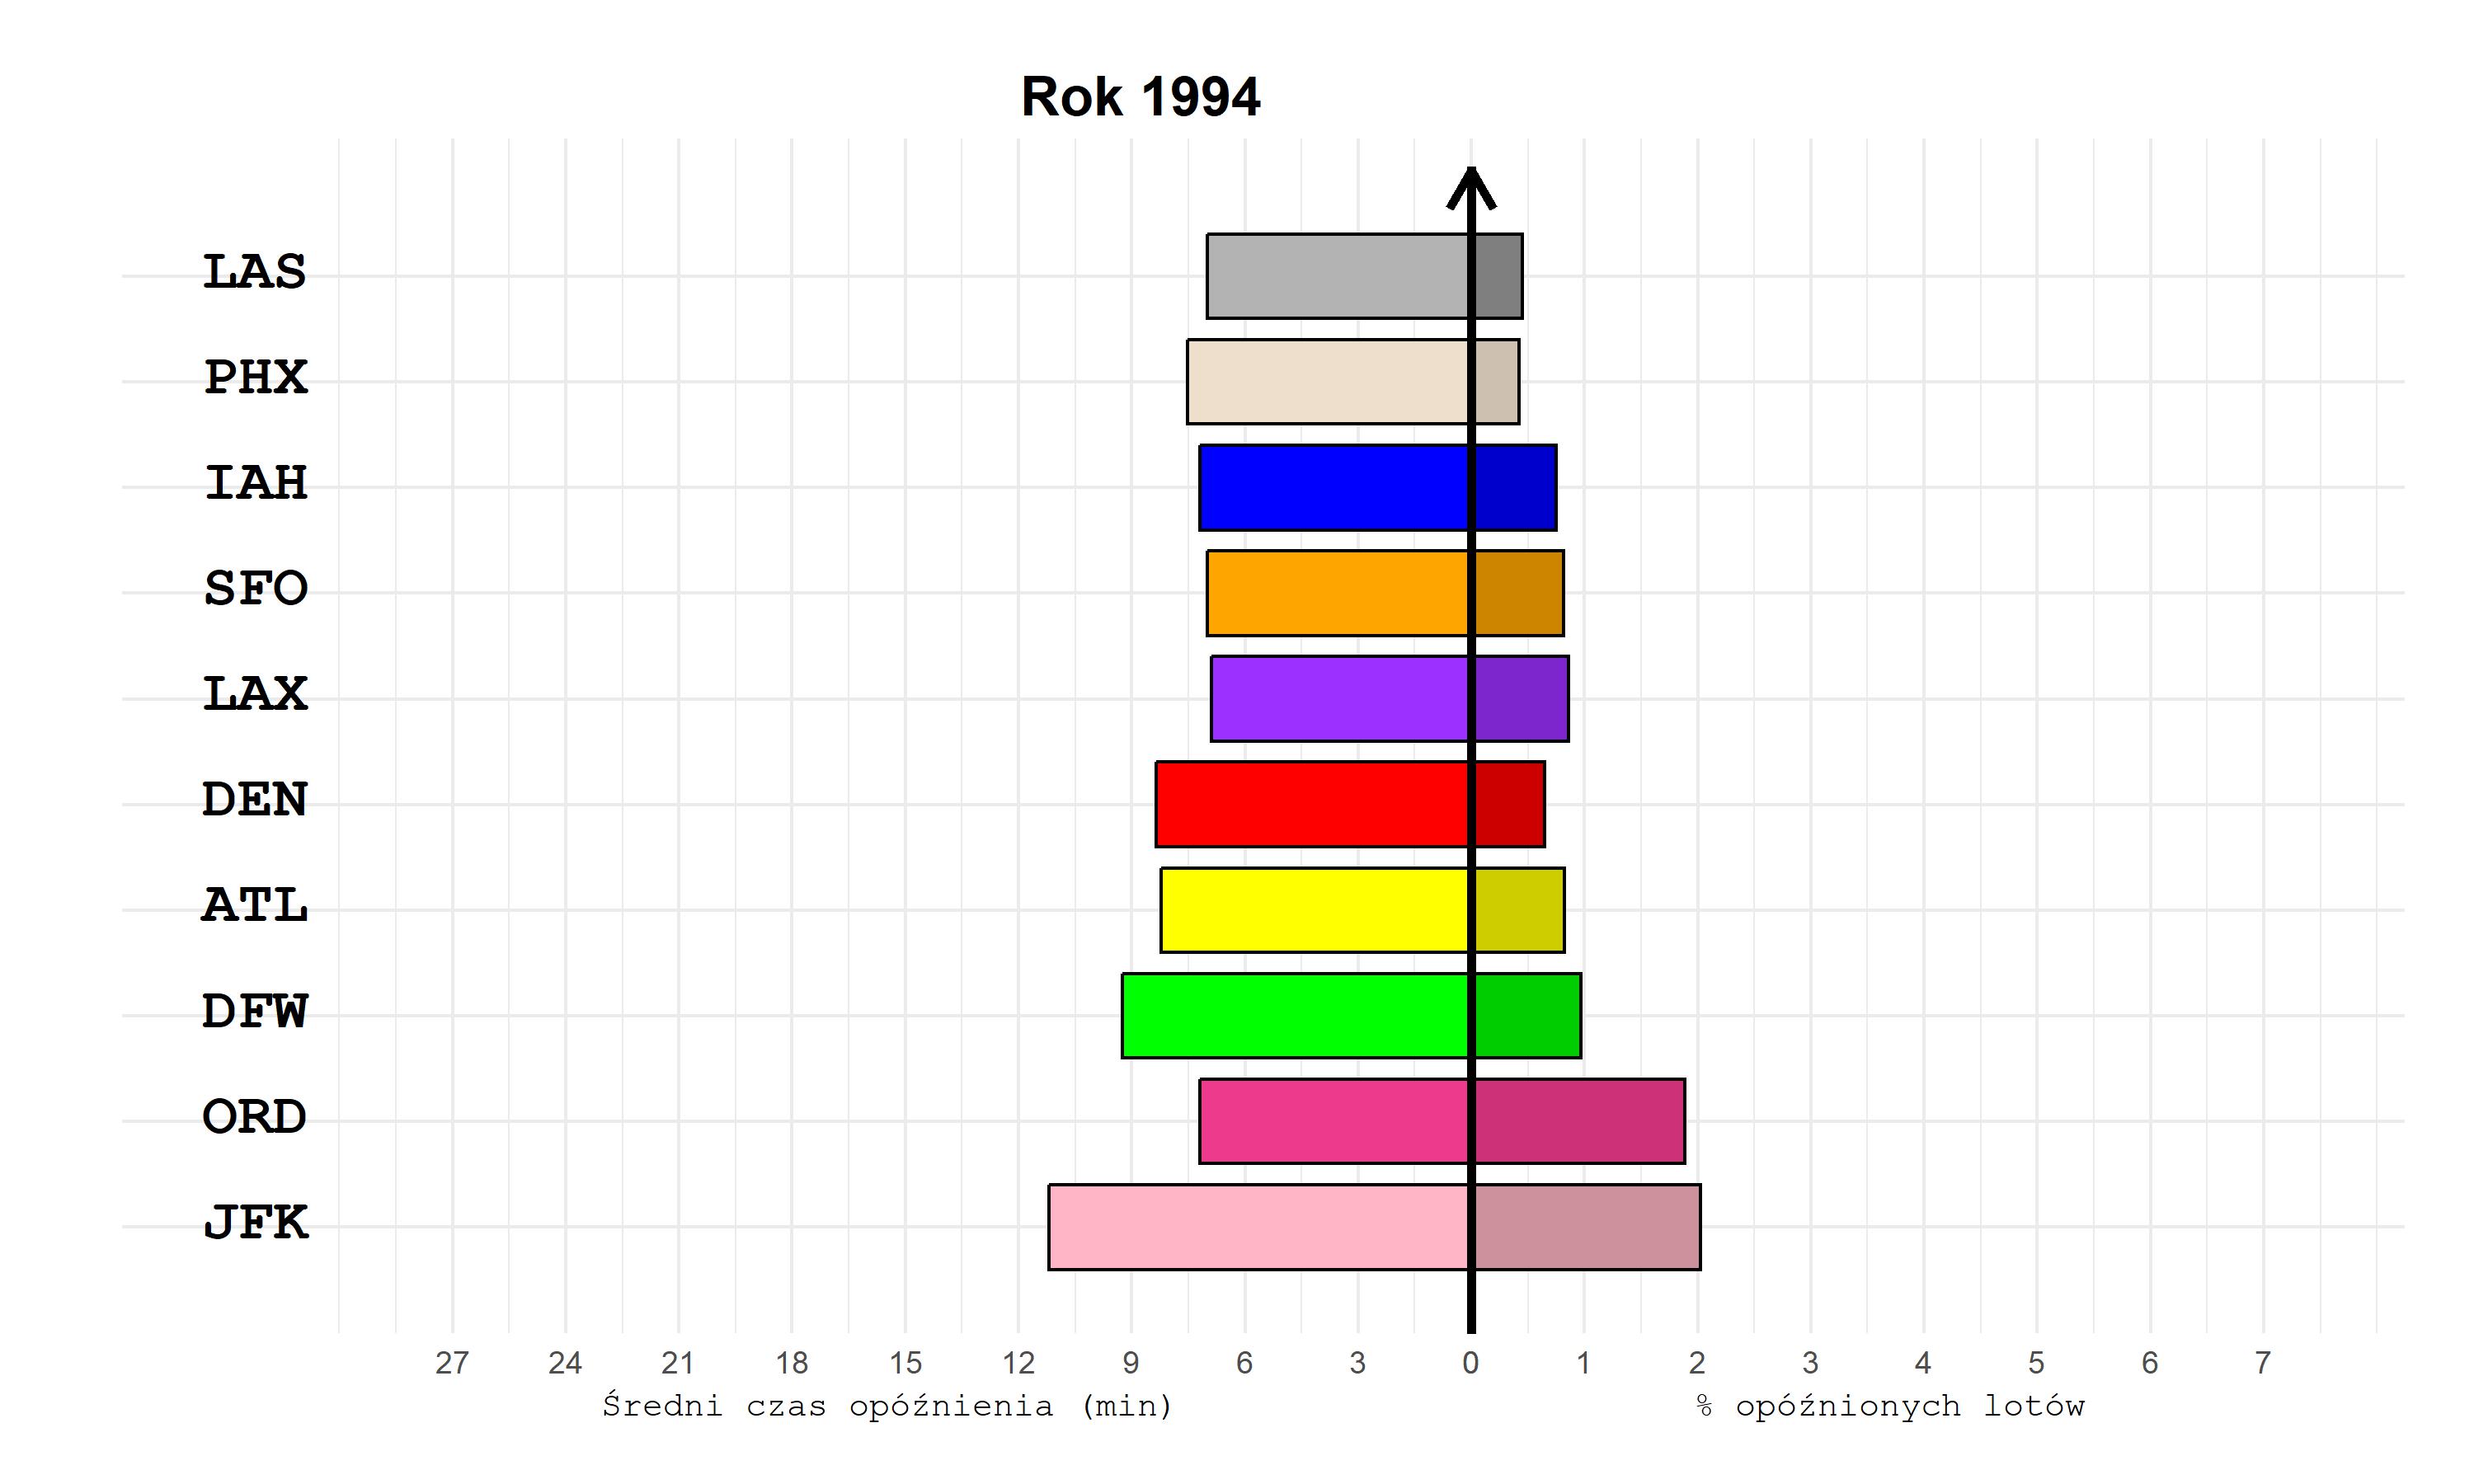 Rok 1994
LAS
PHX
IAH
SFO
LAX
DEN
ATL
DFW
ORD
JFK
27 24 21 18 15 12 9 6 3 0 1 2 3 4 5 6 7
Średni czas opóźnienia (min) % opóźnionych lotów